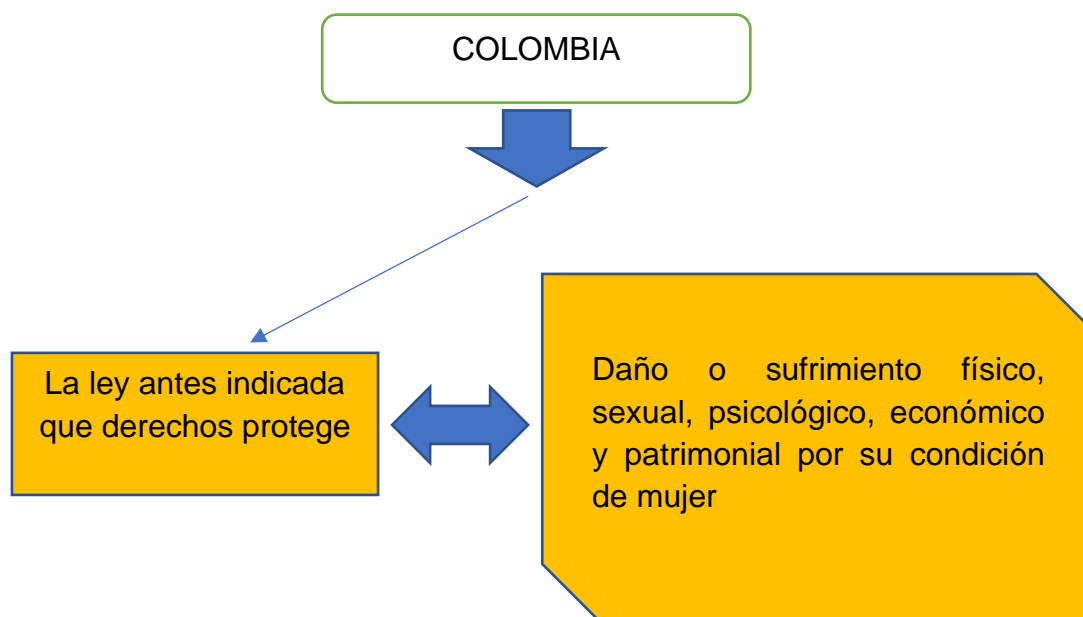 COLOMBIA
La ley antes indicada
que derechos protege
Daño o sufrimiento físico,
sexual, psicológico, económico
y patrimonial por su condición
de mujer